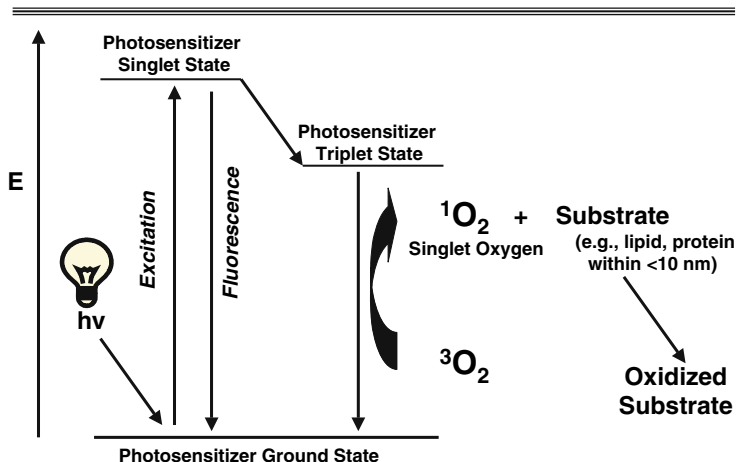 Photosensitizer
Singlet State
Photosensitizer
Triplet State
E
Excitation
Fluorescence
hv
¹O₂ + Substrate
Singlet Oxygen
(e.g., lipid, protein
within <10 nm)
³O₂
Oxidized
Substrate
Photosensitizer Ground State